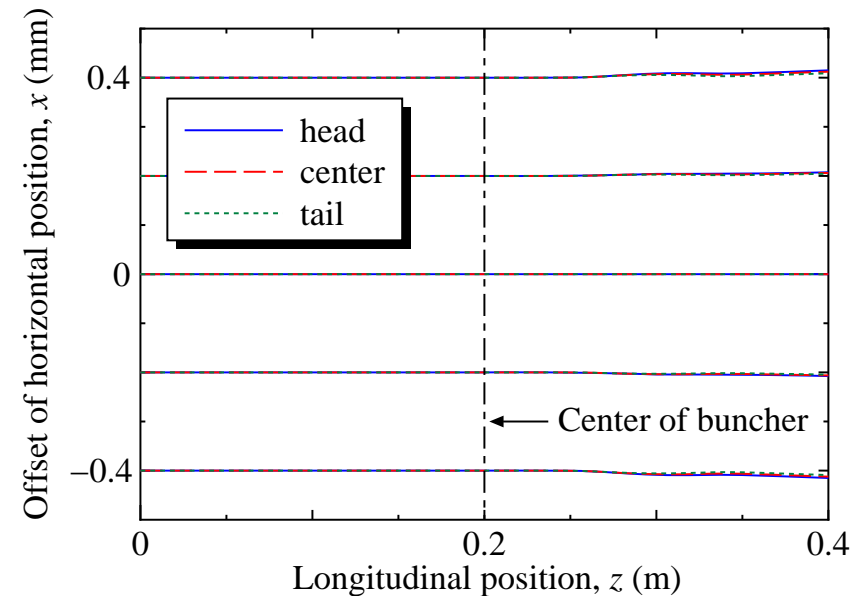 Offset of horizontal position, x (mm)
0.4
0
−0.4
head
center
tail
Center of buncher
0
0.2
0.4
Longitudinal position, z (m)